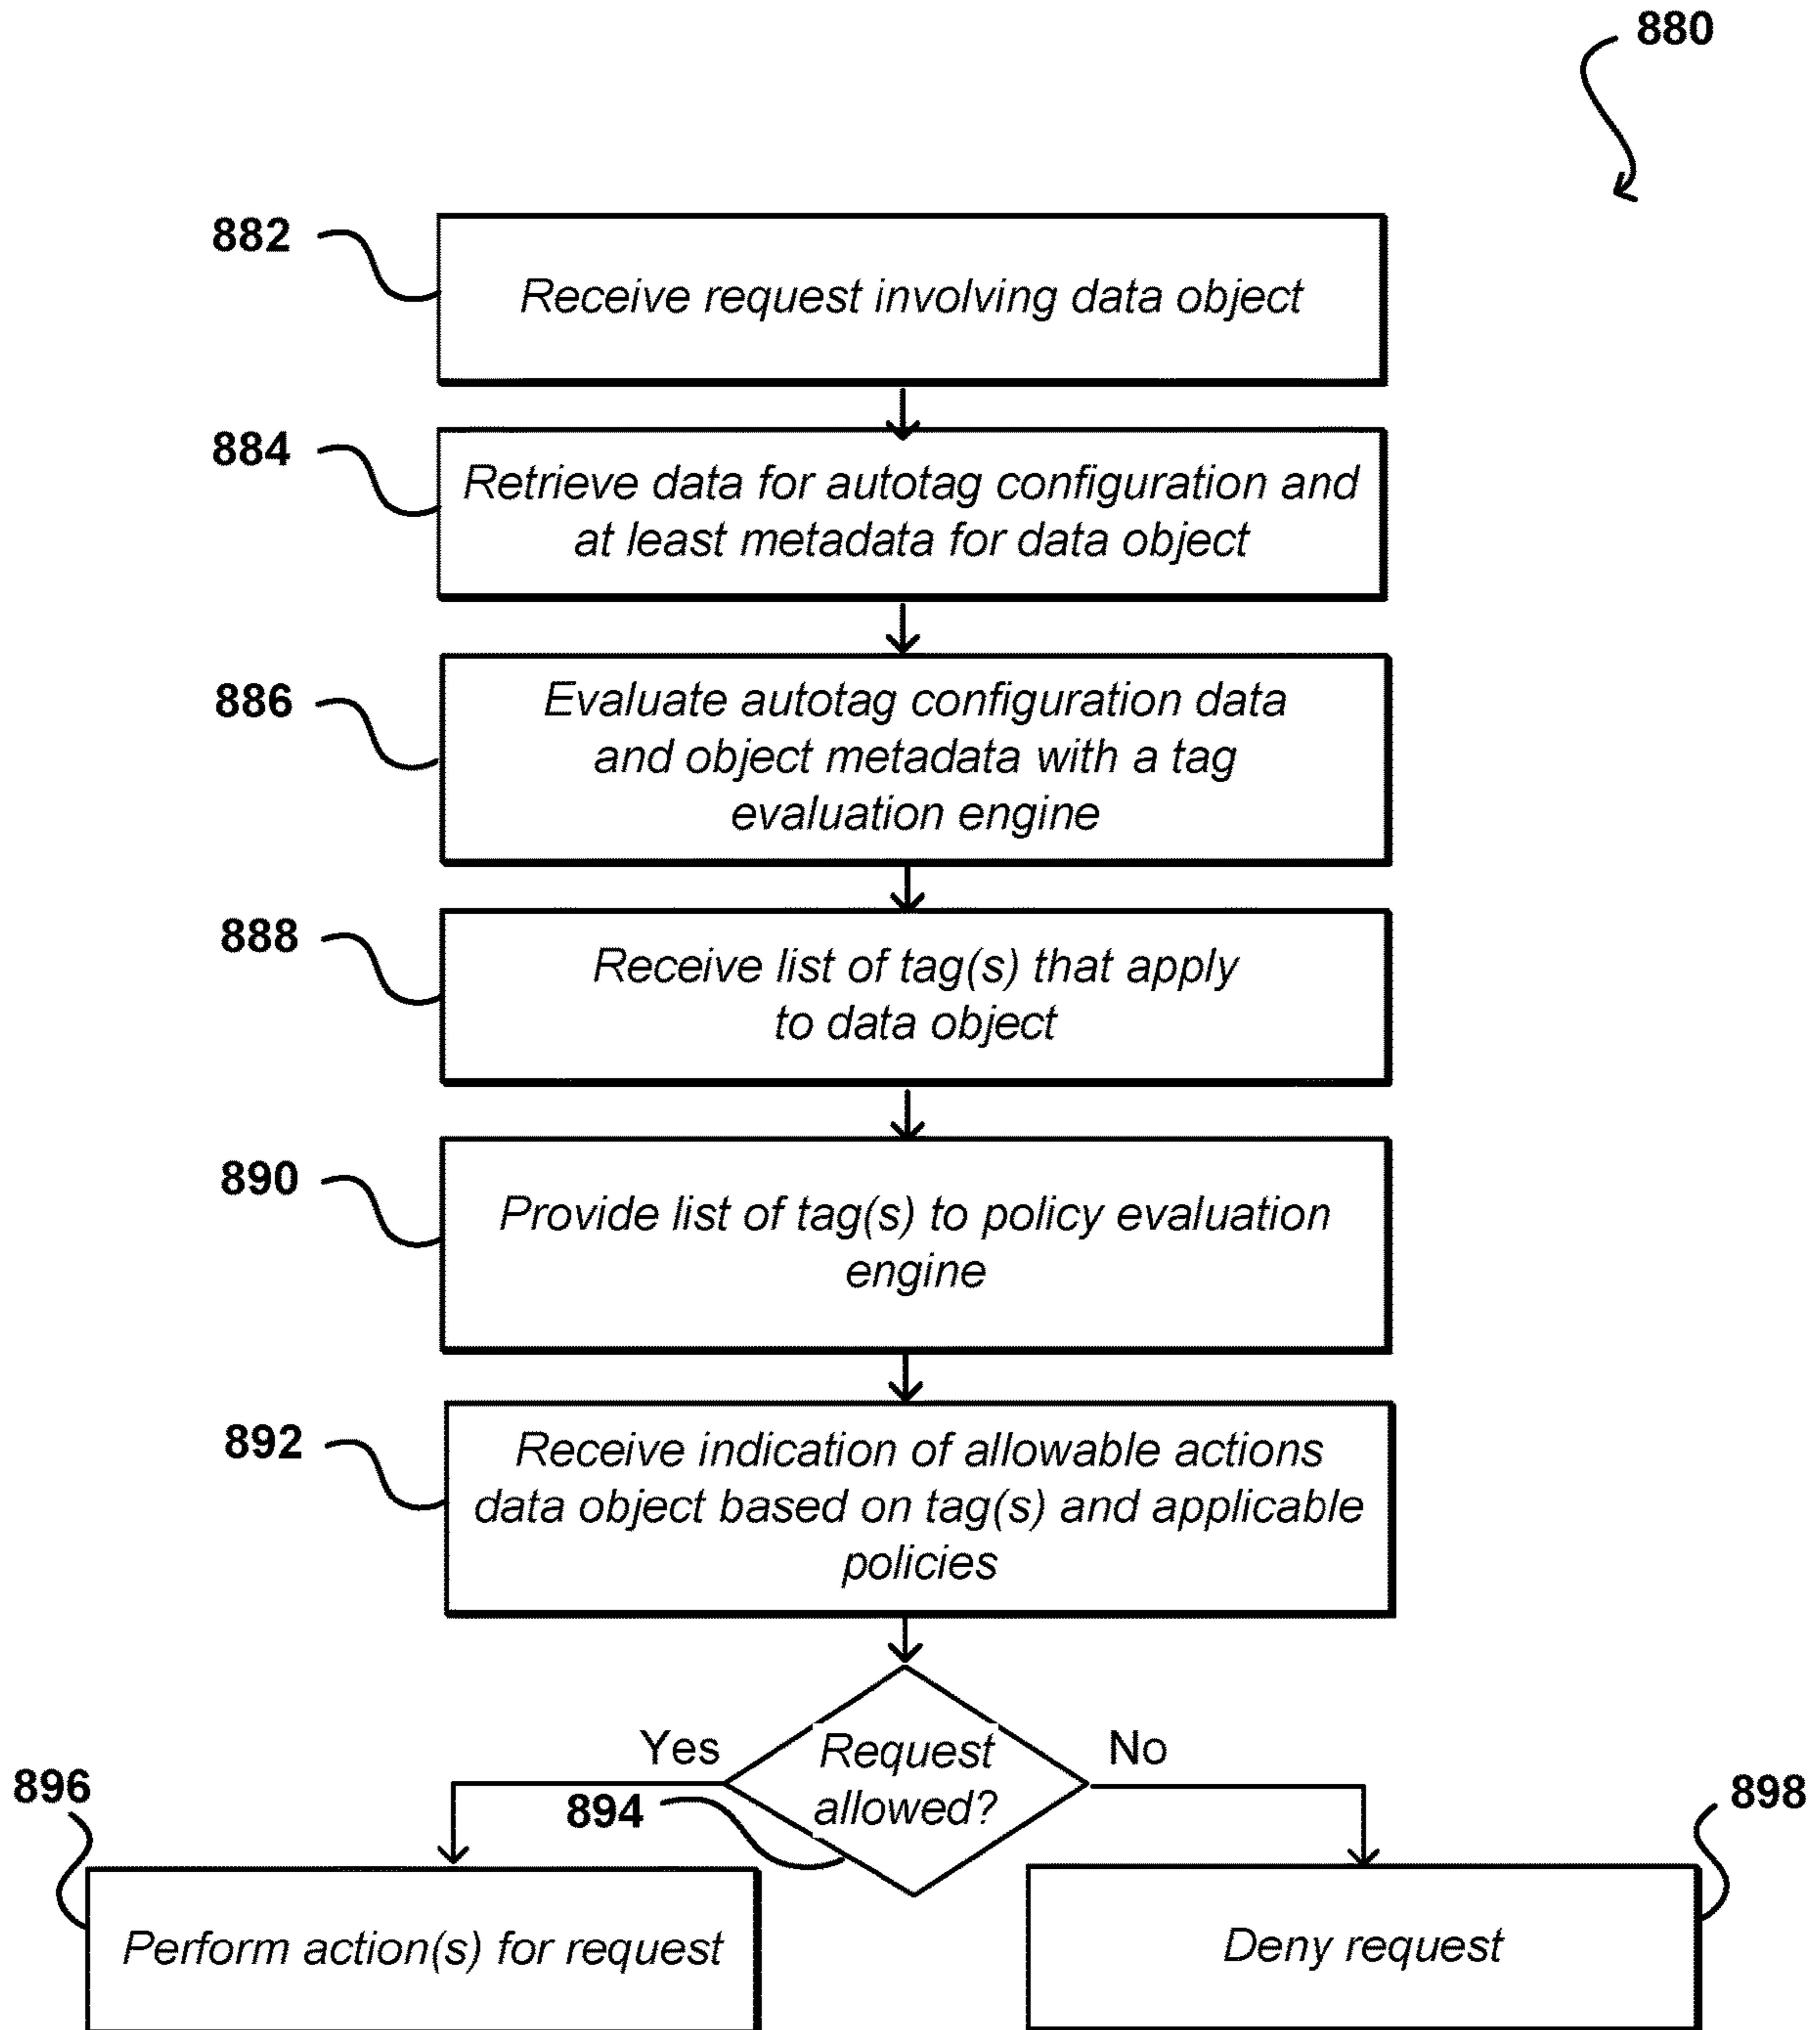 880
882
Receive request involving data object
884
Retrieve data for autotag configuration and
at least metadata for data object
886
Evaluate autotag configuration data
and object metadata with a tag
evaluation engine
888
Receive list of tag(s) that apply
to data object
890
Provide list of tag(s) to policy evaluation
engine
892
Receive indication of allowable actions
data object based on tag(s) and applicable
policies
Yes
Request
allowed?
No
894
896
Perform action(s) for request
898
Deny request